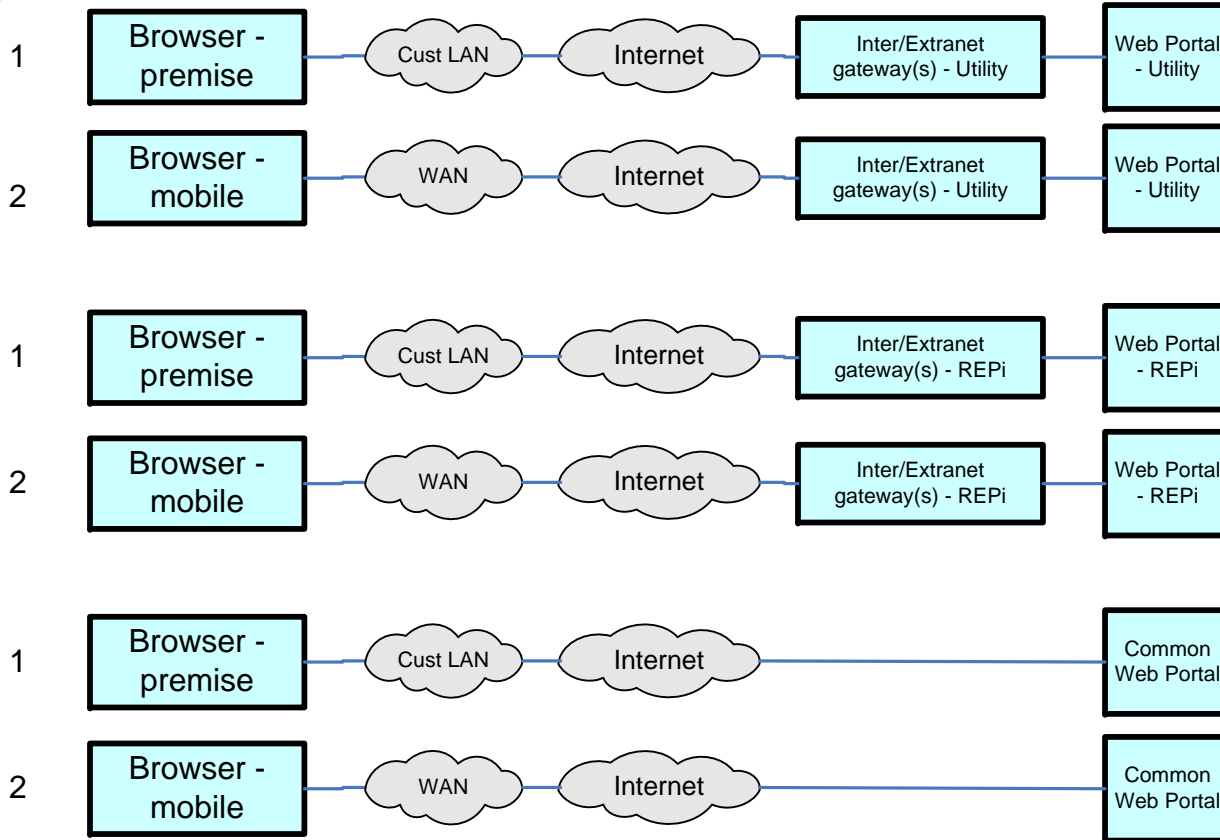 1
Browser -
premise
Cust LAN
Internet
Inter/Extranet
gateway(s) - Utility
Web Portal
- Utility
2
Browser -
mobile
WAN
Internet
Inter/Extranet
gateway(s) - Utility
Web Portal
- Utility
1
Browser -
premise
Cust LAN
Internet
Inter/Extranet
gateway(s) - REPi
Web Portal
- REPi
2
Browser -
mobile
WAN
Internet
Inter/Extranet
gateway(s) - REPi
Web Portal
- REPi
1
Browser -
premise
Cust LAN
Internet
Common
Web Portal
2
Browser -
mobile
WAN
Internet
Common
Web Portal